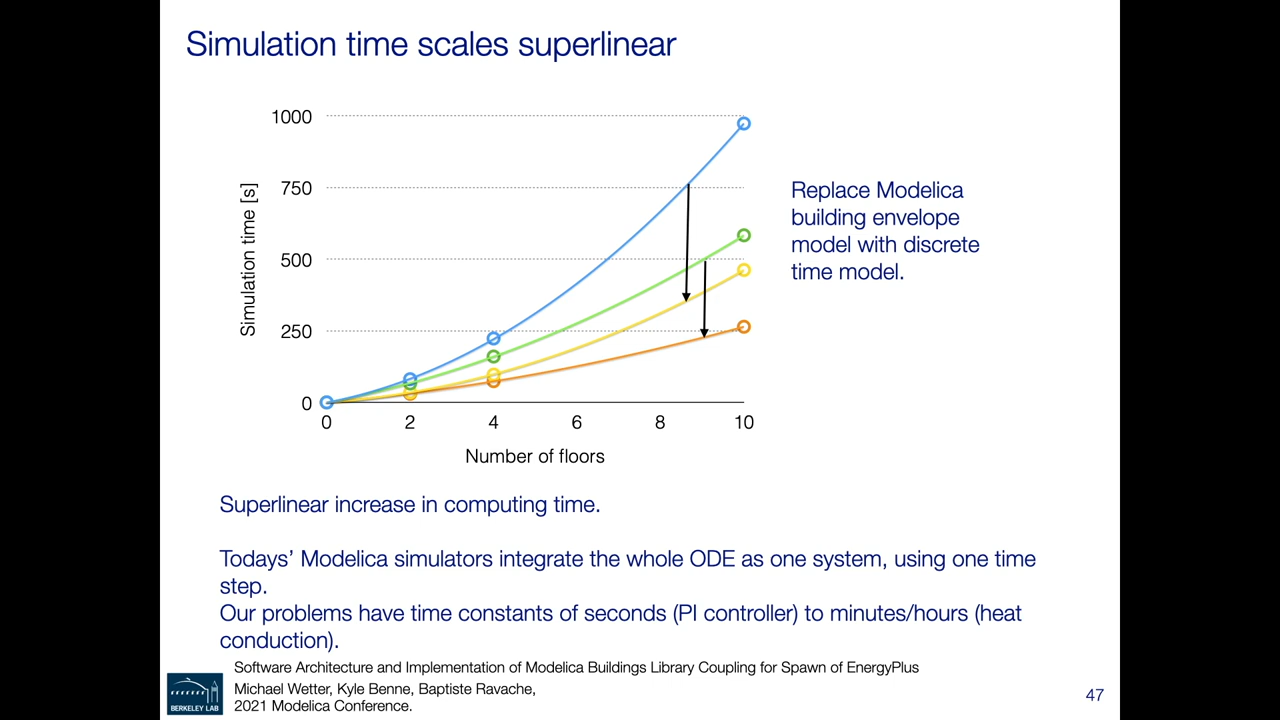 Simulation time scales superlinear
1000
750
500
250
0
Simulation time [s]
0 2 4 6 8 10
Number of floors
Replace Modelica
building envelope
model with discrete
time model.
Superlinear increase in computing time.
Todays’ Modelica simulators integrate the whole ODE as one system, using one time
step.
Our problems have time constants of seconds (PI controller) to minutes/hours (heat
conduction).
Software Architecture and Implementation of Modelica Buildings Library Coupling for Spawn of EnergyPlus
Michael Wetter, Kyle Benne, Baptiste Ravache,
2021 Modelica Conference.
BERKELEY LAB
47